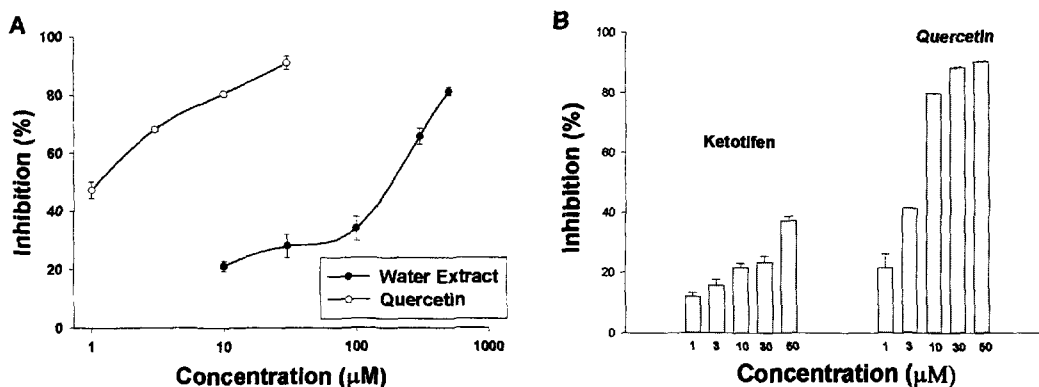 A
100
80
60
40
20
0
Inhibition (%)
Water Extract
Quercetin
1 10 100 1000
Concentration (μM)
B
100
80
60
40
20
0
Inhibition (%)
Ketotifen
Quercetin
1 3 10 30 50 1 3 10 30 50
Concentration (μM)